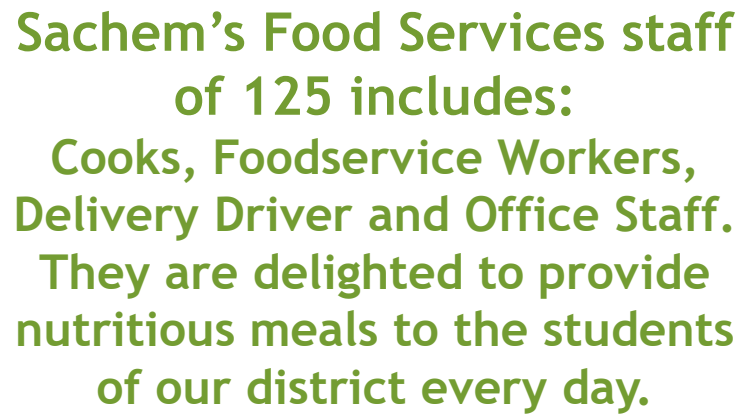 Sachem’s Food Services staff
of 125 includes:
Cooks, Foodservice Workers,
Delivery Driver and Office Staff.
They are delighted to provide
nutritious meals to the students
of our district every day.